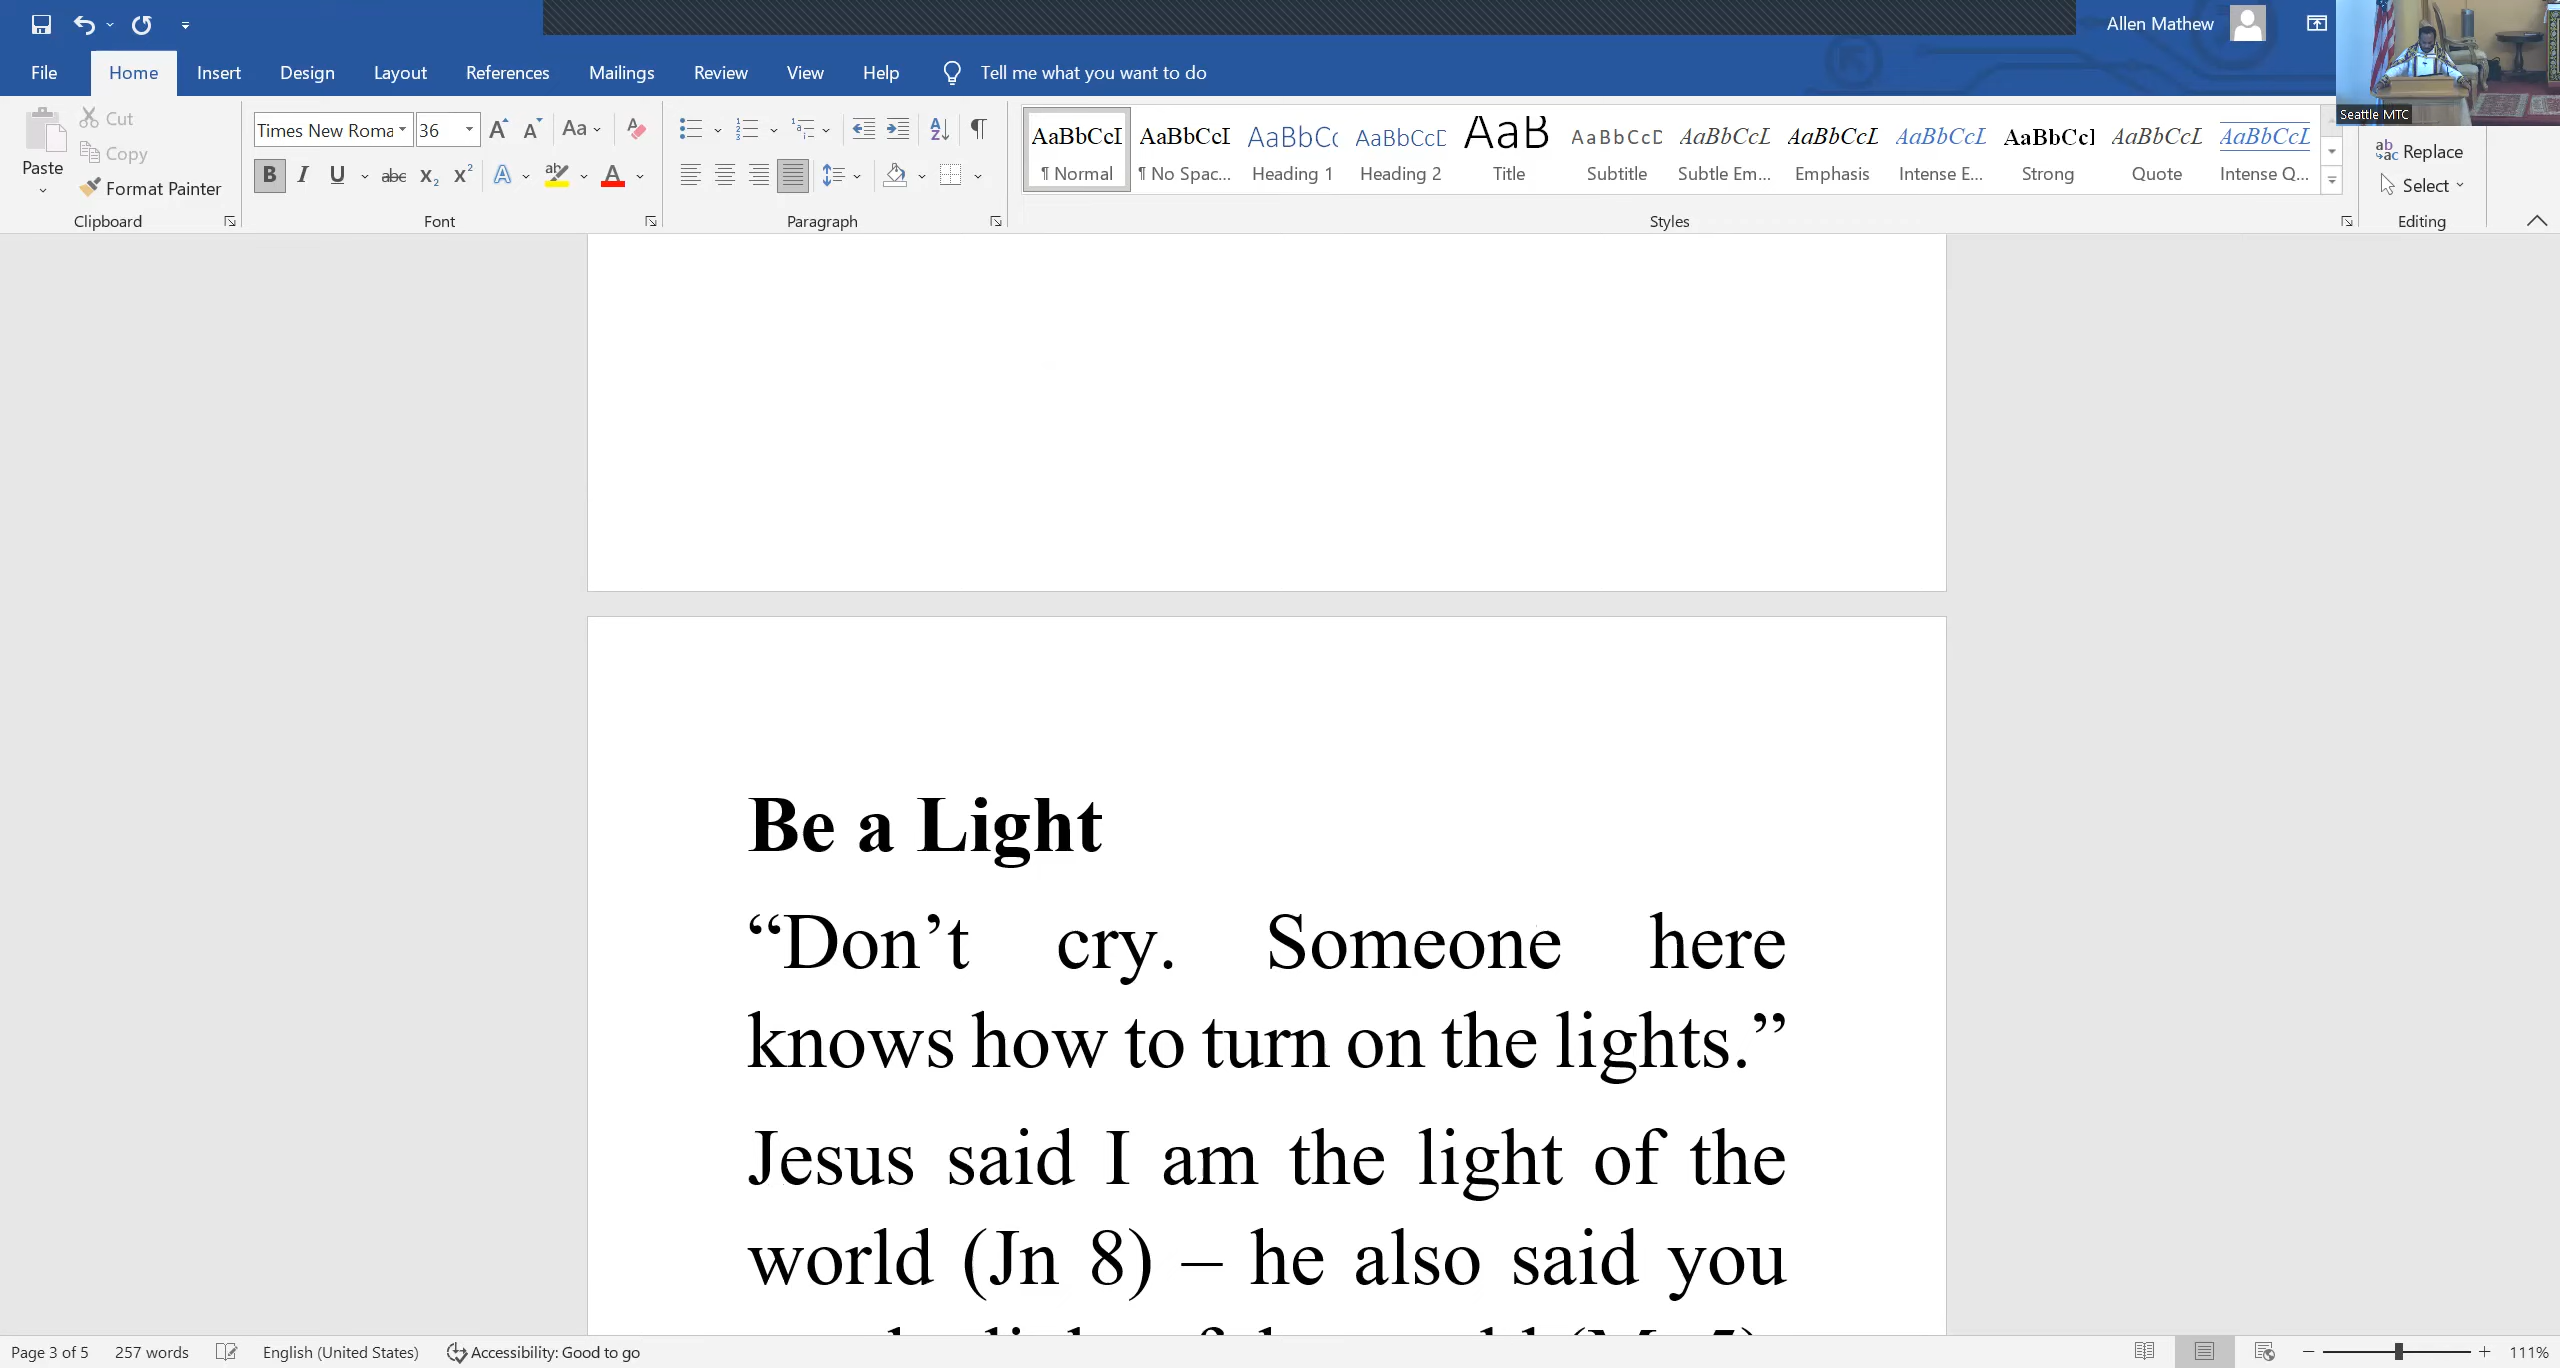 Allen Mathew
File Home Insert Design Layout References Mailings Review View Help Tell me what you want to do
Seattle MTC
Paste
Cut
Copy
Format Painter
Clipboard
Times New Roma 36
Font
Paragraph
AaBbCcI AaBbCcI AaBbC AaBbCcD AaB AaBbCcD AaBbCcL AaBbCcL AaBbCcL AaBbCcI AaBbCcL AaBbCcL
¶ Normal ¶ No Spac... Heading 1 Heading 2 Title Subtitle Subtle Em... Emphasis Intense E... Strong Quote Intense Q...
Styles
Replace
Select
Editing
Be a Light
“Don’t cry. Someone here
knows how to turn on the lights.”
Jesus said I am the light of the
world (Jn 8) – he also said you
Page 3 of 5 257 words English (United States) Accessibility: Good to go 111%